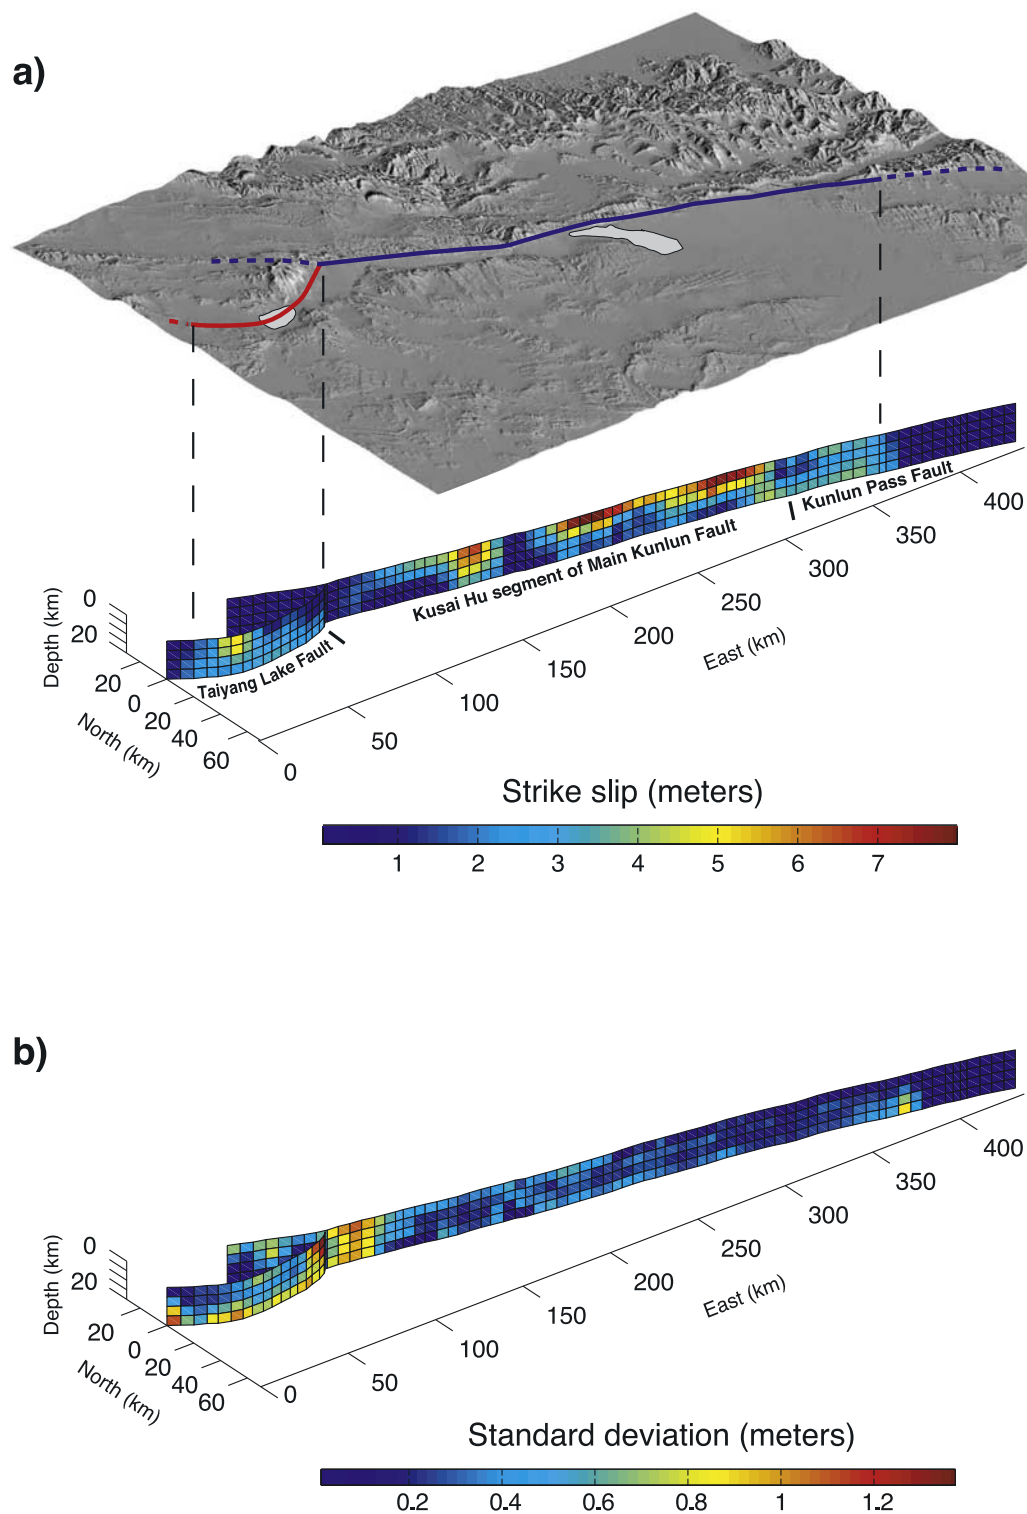 a)
Depth (km)
0
20
North (km)
20
0
20
40
60
Taiyang Lake Fault
Kusai Hu segment of Main Kunlun Fault
Kunlun Pass Fault
East (km)
0
50
100
150
200
250
300
350
400
Strike slip (meters)
1 2 3 4 5 6 7
b)
Depth (km)
0
20
North (km)
20
0
20
40
60
East (km)
0
50
100
150
200
250
300
350
400
Standard deviation (meters)
0.2 0.4 0.6 0.8 1 1.2